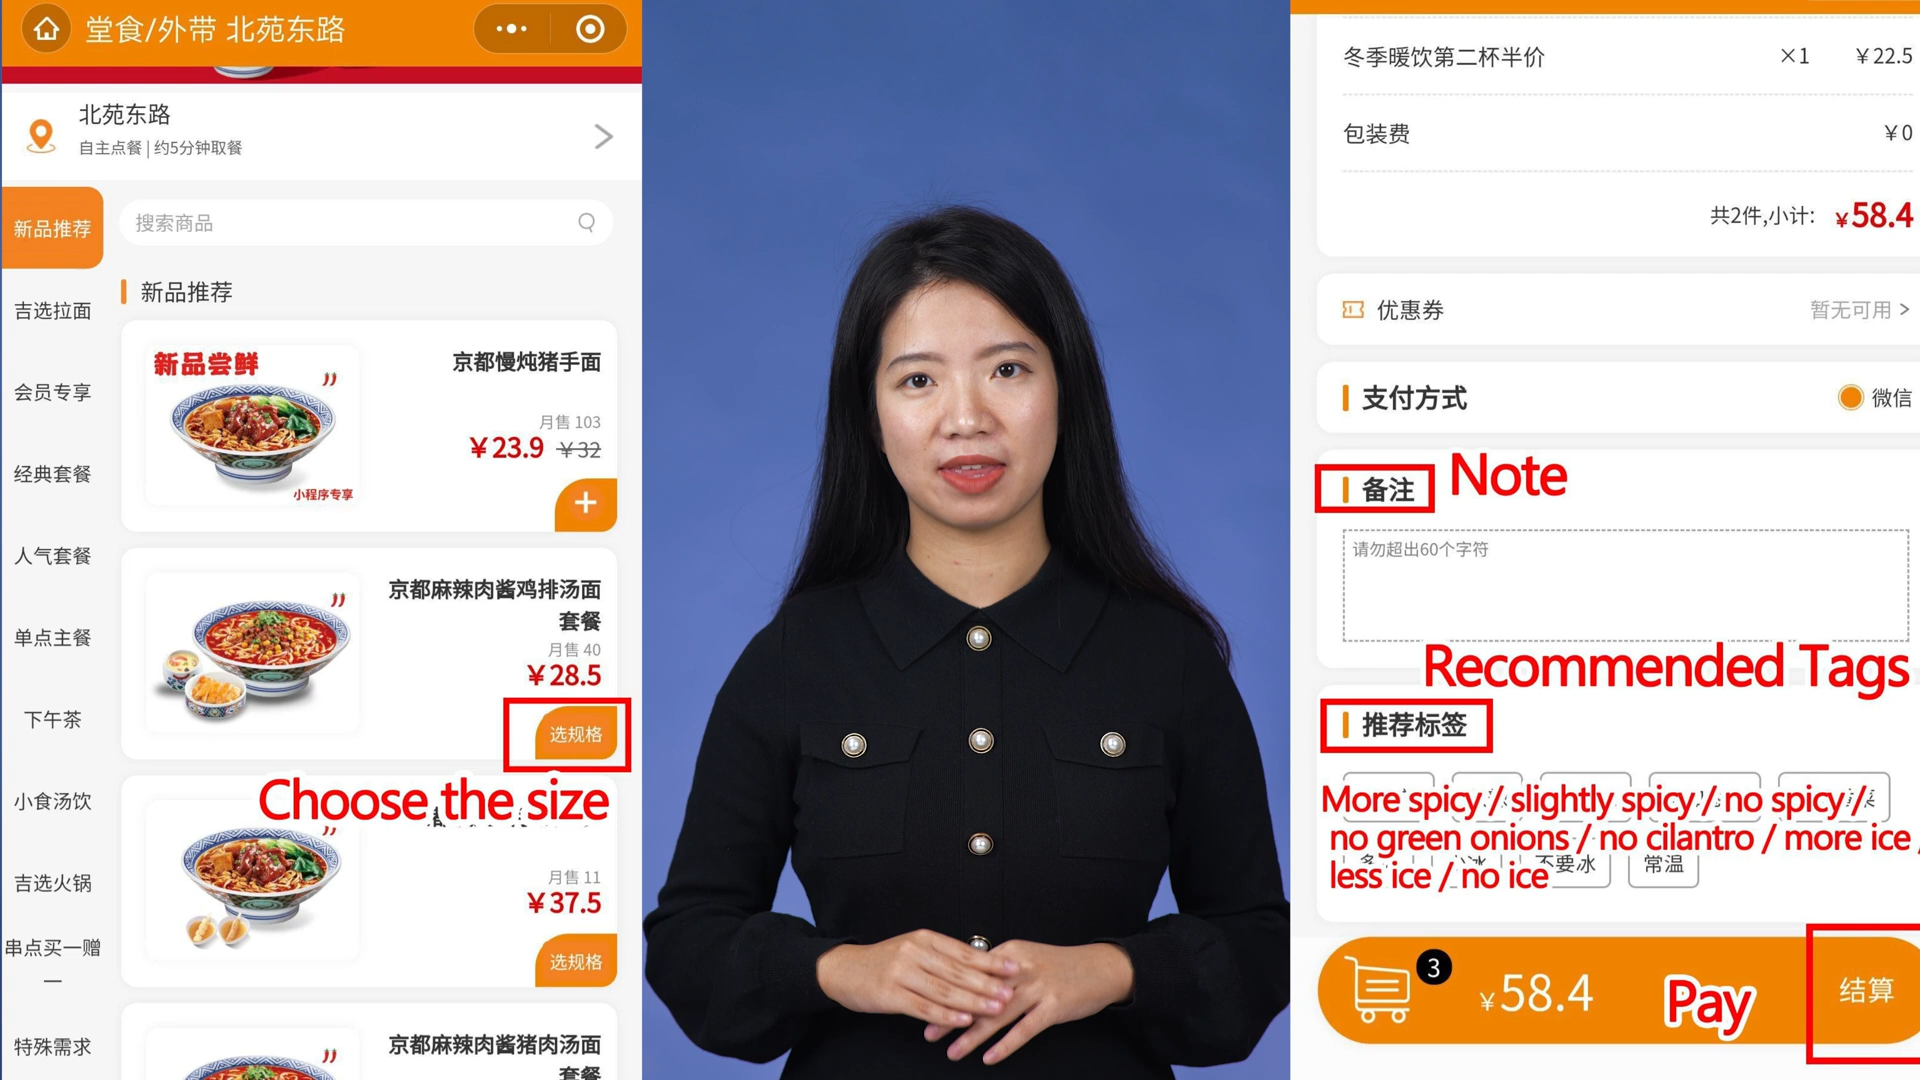 堂食/外带 北苑东路
北苑东路
自主点餐 | 约5分钟取餐
新品推荐
吉选拉面
会员专享
经典套餐
人气套餐
单点主餐
下午茶
小食汤饮
吉选火锅
串点买一赠
一
特殊需求
搜索商品
新品推荐
新品尝鲜
小程序专享
京都慢炖猪手面
月售 103
￥23.9 ￥32
京都麻辣肉酱鸡排汤面
套餐
月售 40
￥28.5
选规格
Choose the size
月售 11
￥37.5
选规格
京都麻辣肉酱猪肉汤面
套餐
冬季暖饮第二杯半价 ×1 ￥22.5
包装费 ￥0
共2件,小计: ￥58.4
优惠券 暂无可用 >
支付方式 微信
备注 Note
请勿超出60个字符
Recommended Tags
推荐标签
More spicy / slightly spicy / no spicy /
no green onions / no cilantro / more ice /
less ice / no ice
不要冰 常温
3 ￥58.4 Pay 结算